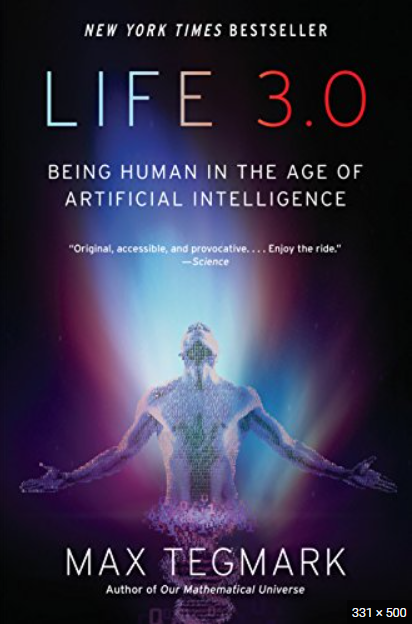 NEW YORK TIMES BESTSELLER
LIFE 3.0
BEING HUMAN IN THE AGE OF
ARTIFICIAL INTELLIGENCE
“Original, accessible, and provocative. . . . Enjoy the ride.”
—Science
MAX TEGMARK
Author of Our Mathematical Universe
331 × 500